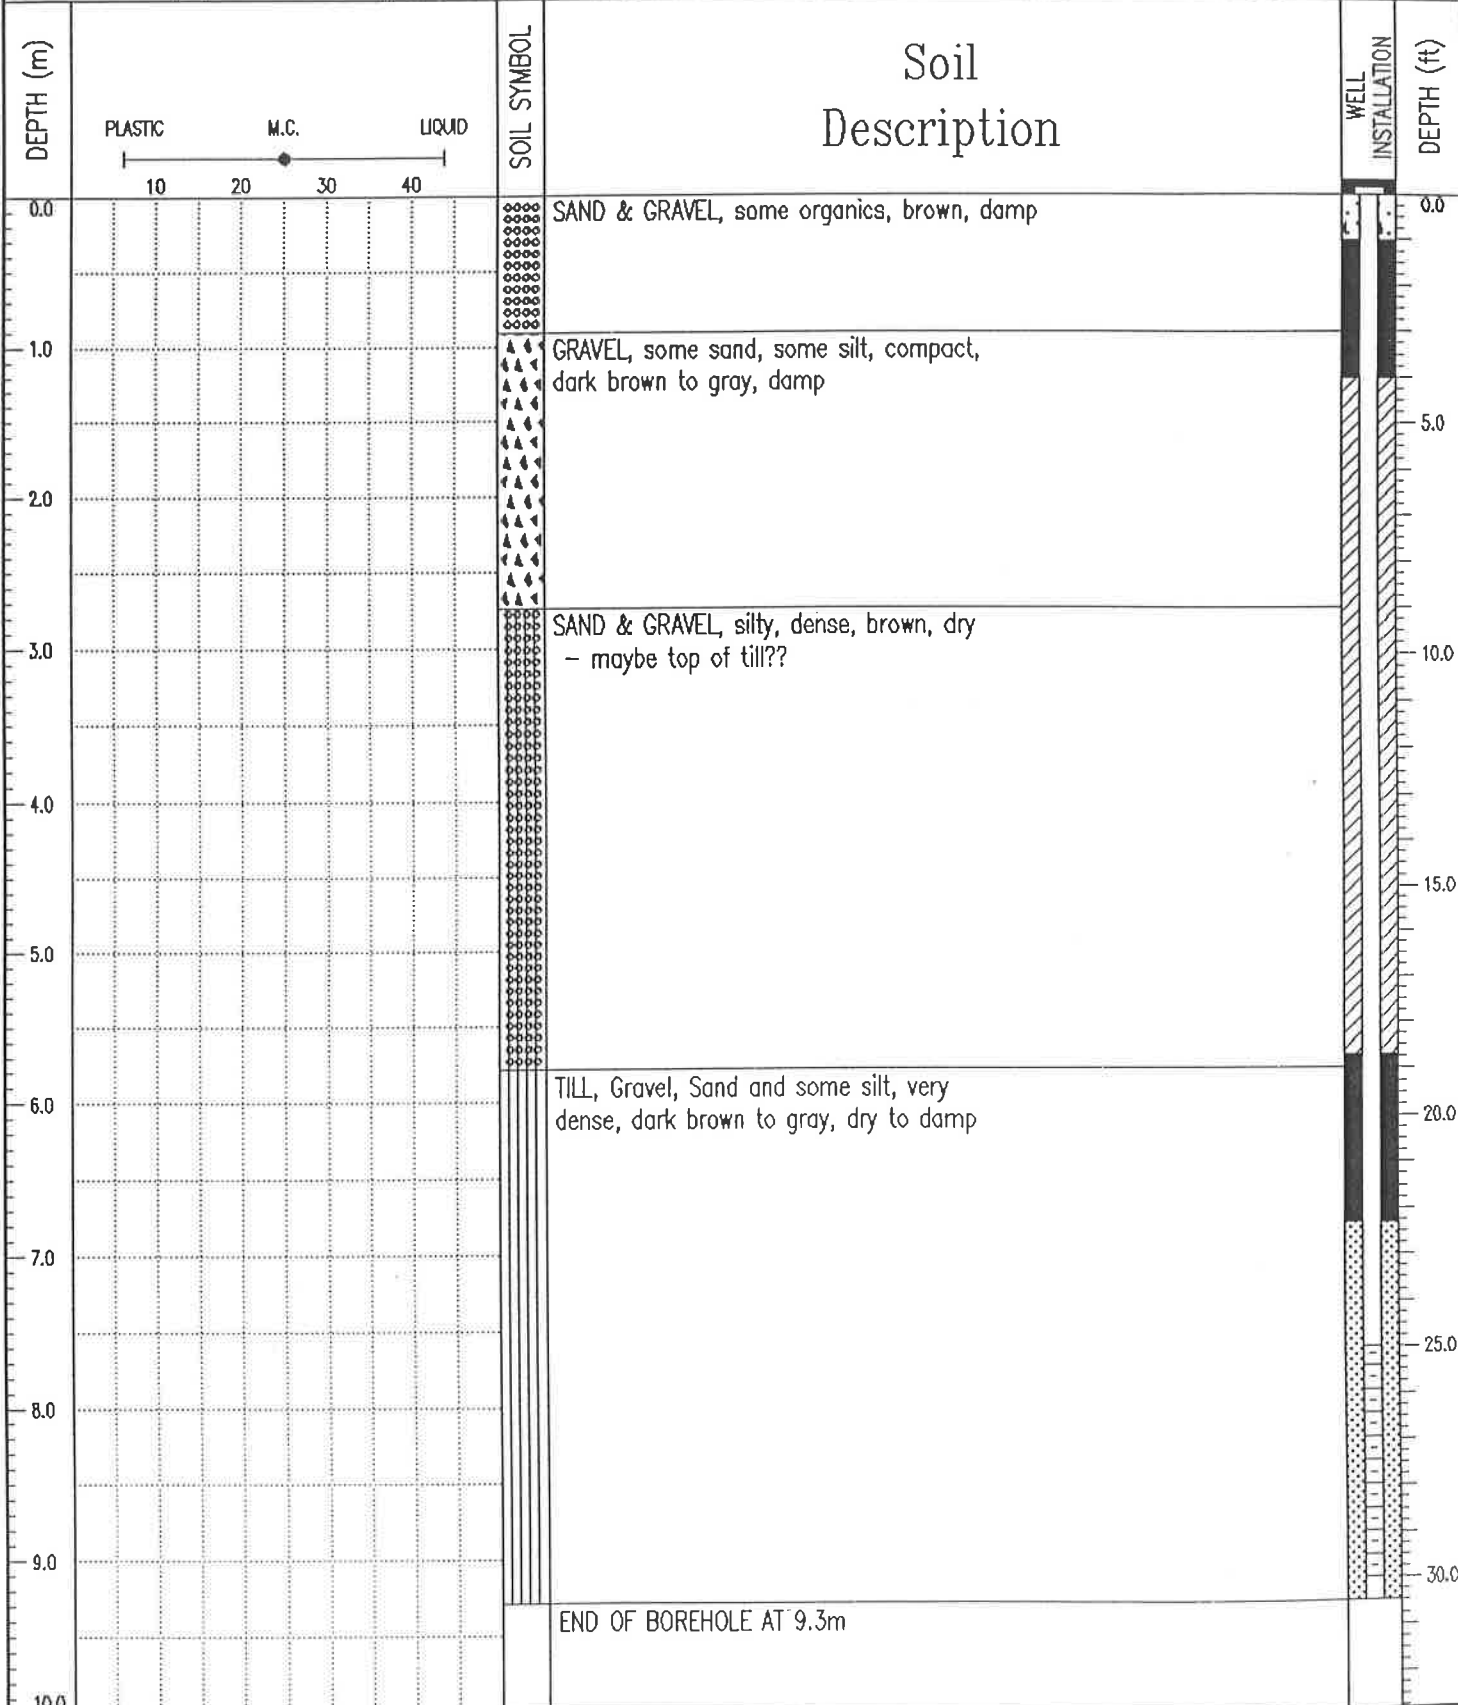 DEPTH (m)
PLASTIC M.C. LIQUID
10 20 30 40
SOIL SYMBOL
Soil
Description
WELL
INSTALLATION
DEPTH (ft)
0.0
SAND & GRAVEL, some organics, brown, damp
0.0
1.0
GRAVEL, some sand, some silt, compact,
dark brown to gray, damp
5.0
2.0
SAND & GRAVEL, silty, dense, brown, dry
– maybe top of till??
3.0
10.0
4.0
15.0
5.0
TILL, Gravel, Sand and some silt, very
dense, dark brown to gray, dry to damp
6.0
20.0
7.0
25.0
8.0
9.0
30.0
END OF BOREHOLE AT 9.3m
10.0